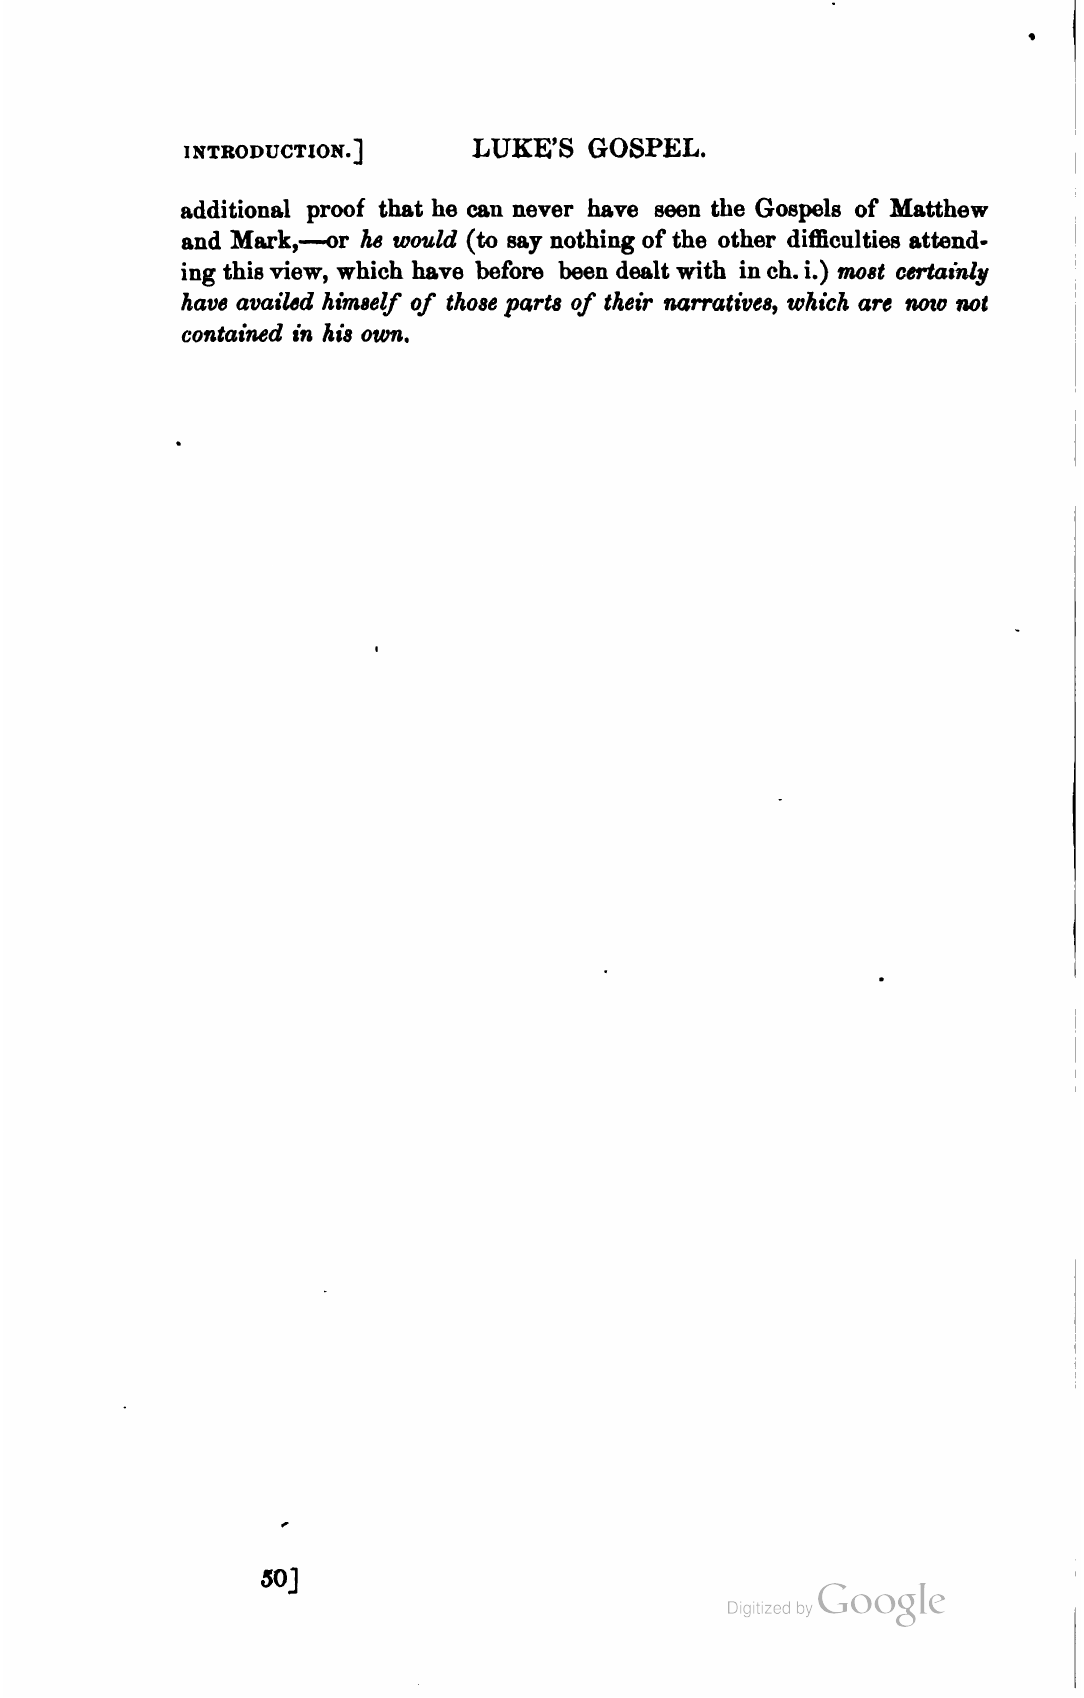 INTRODUCTION.] LUKE'S GOSPEL.
additional proof that he can never have seen the Gospels of Matthew
and Mark,—or he would (to say nothing of the other difficulties attend-
ing this view, which have before been dealt with in ch. i.) most certainly
have availed himself of those parts of their narratives, which are now not
contained in his own.
50]
Digitized by Google